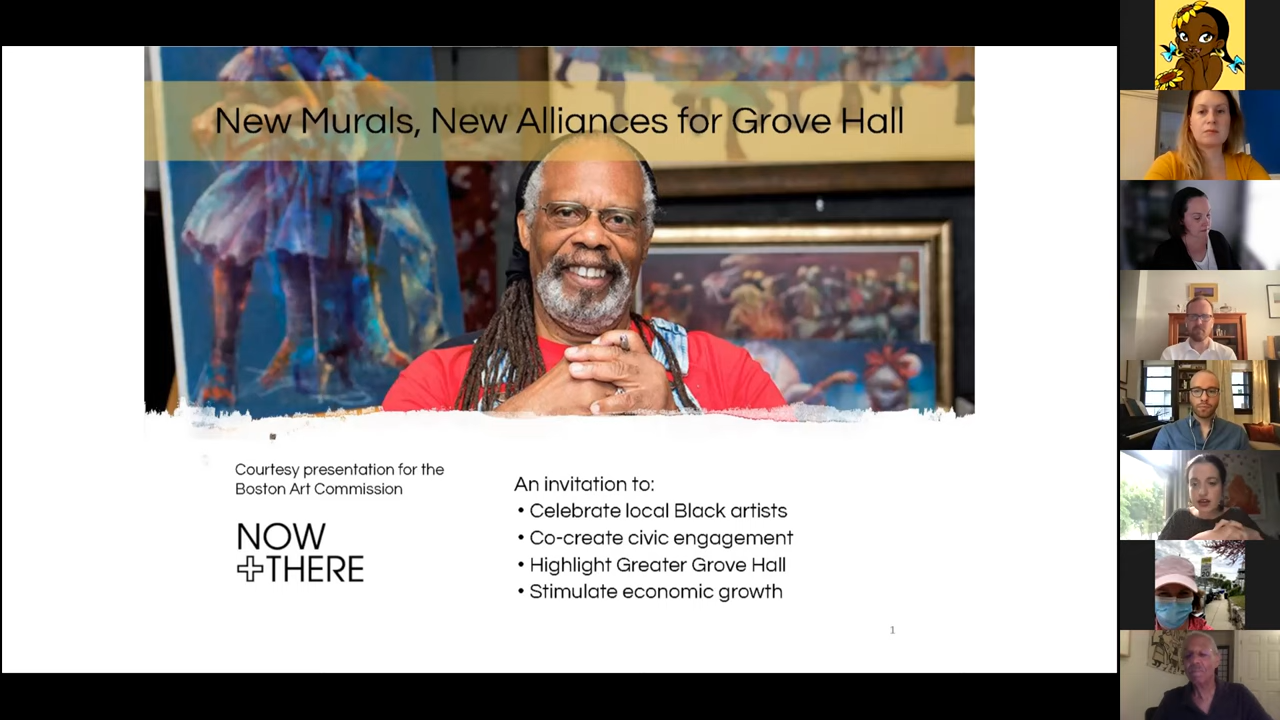 New Murals, New Alliances for Grove Hall
Courtesy presentation for the
Boston Art Commission
NOW
+THERE
An invitation to:
• Celebrate local Black artists
• Co-create civic engagement
• Highlight Greater Grove Hall
• Stimulate economic growth
1